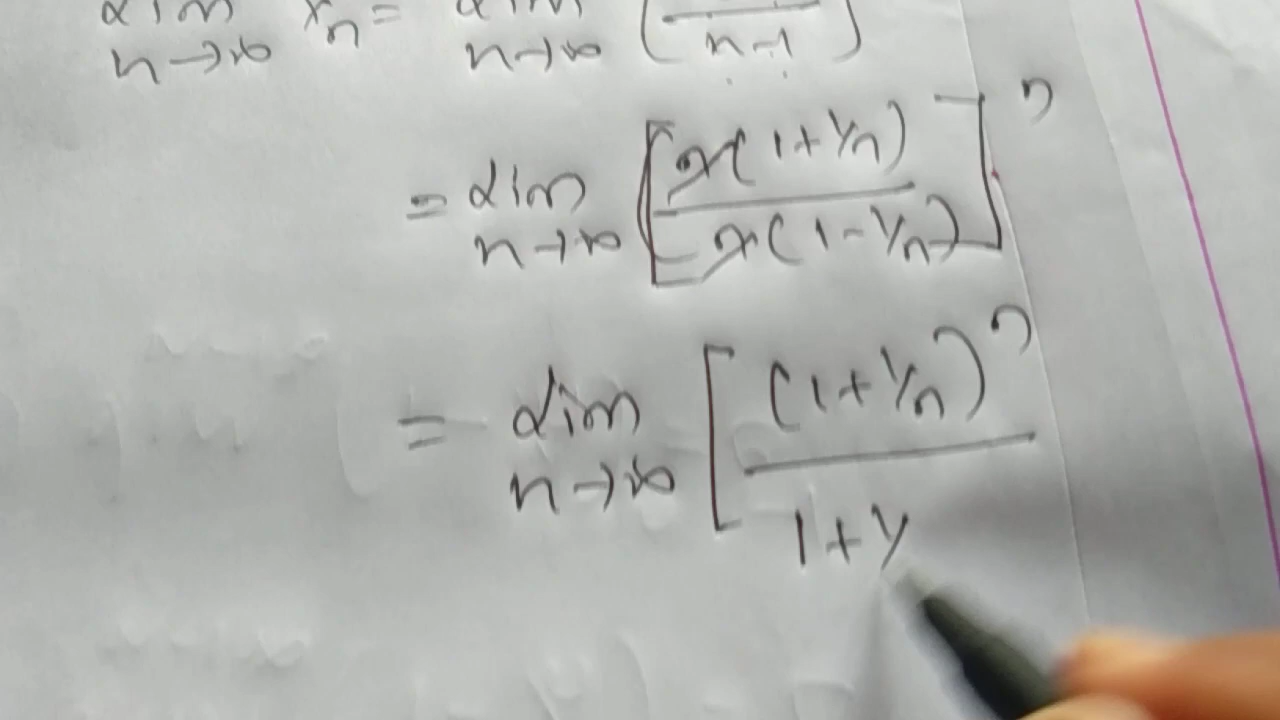 lim n→∞ xₙ = lim n→∞ ( / n-1 )
= lim n→∞ [ n(1+1/n) / n(1-1/n) ]ⁿ
= lim n→∞ [ (1+1/n)ⁿ / 1+1/